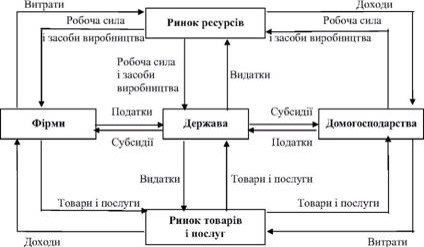 Витрати
Ринок ресурсів
Доходи
Робоча сила
і засоби виробництва
Робоча сила
і засоби виробництва
Робоча сила
і засоби
виробництва
Видатки
Податки
Субсидії
Фірми
Держава
Домогосподарства
Субсидії
Податки
Видатки
Товари і послуги
Товари і послуги
Товари і послуги
Ринок товарів
і послуг
Доходи
Витрати